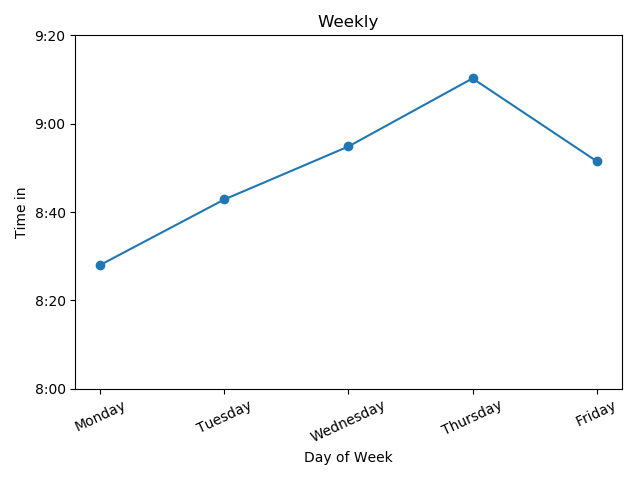 Weekly
9:20
9:00
8:40
8:20
8:00
Time in
Monday
Tuesday
Wednesday
Thursday
Friday
Day of Week